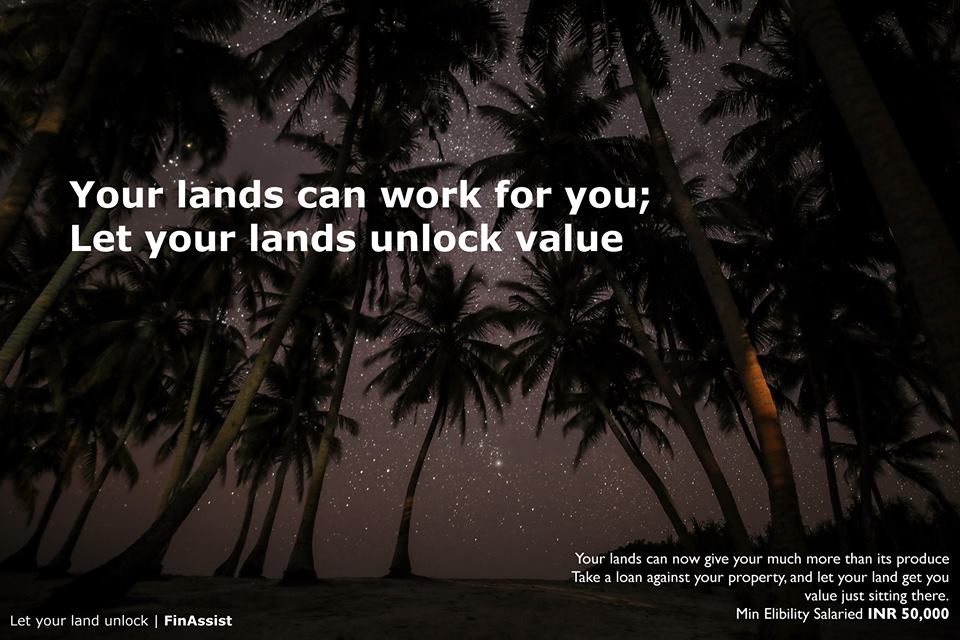 Your lands can work for you;
Let your lands unlock value
Your lands can now give your much more than its produce
Take a loan against your property, and let your land get you
value just sitting there.
Min Elibility Salaried INR 50,000
Let your land unlock | FinAssist